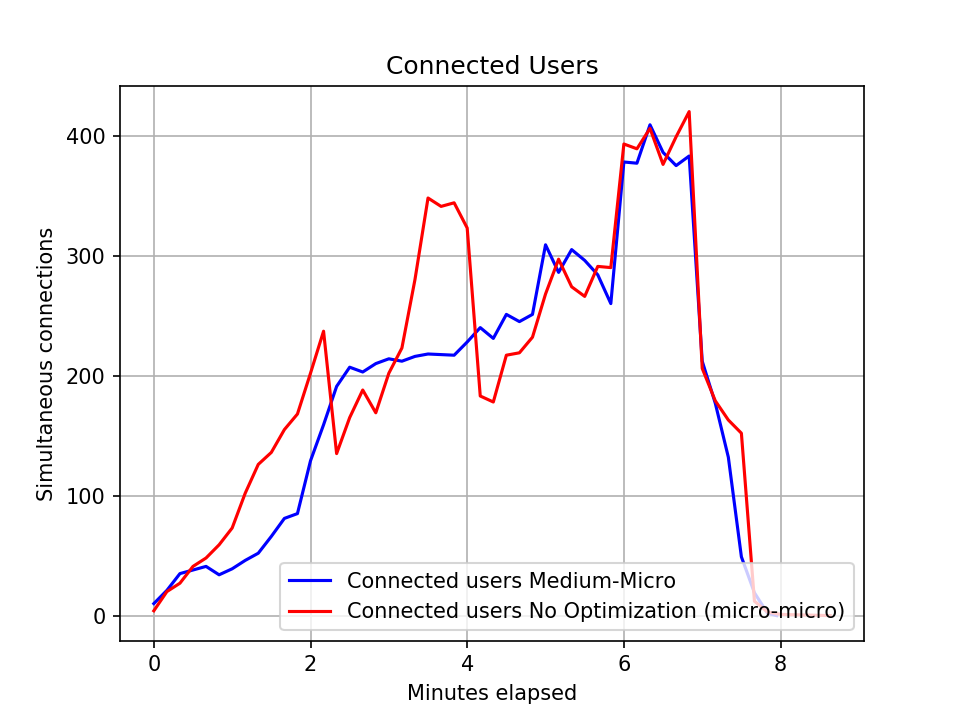 Connected Users
Simultaneous connections
400
300
200
100
0
Connected users Medium-Micro
Connected users No Optimization (micro-micro)
0 2 4 6 8
Minutes elapsed